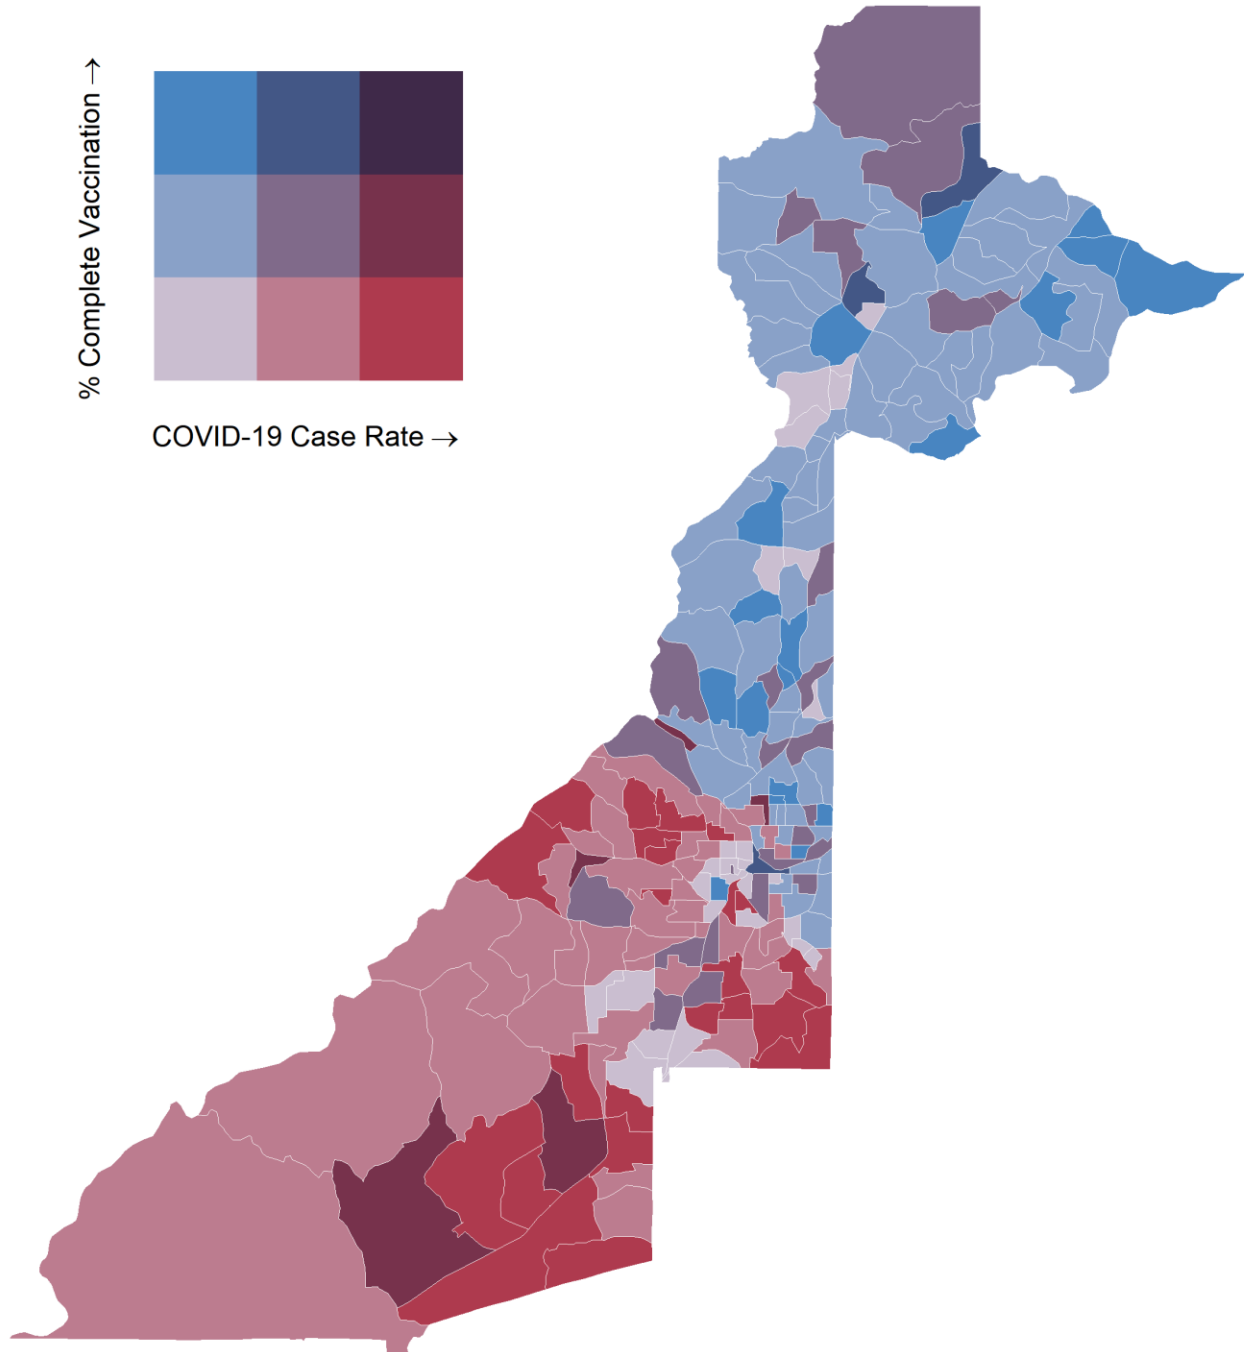 % Complete Vaccination →
COVID-19 Case Rate →